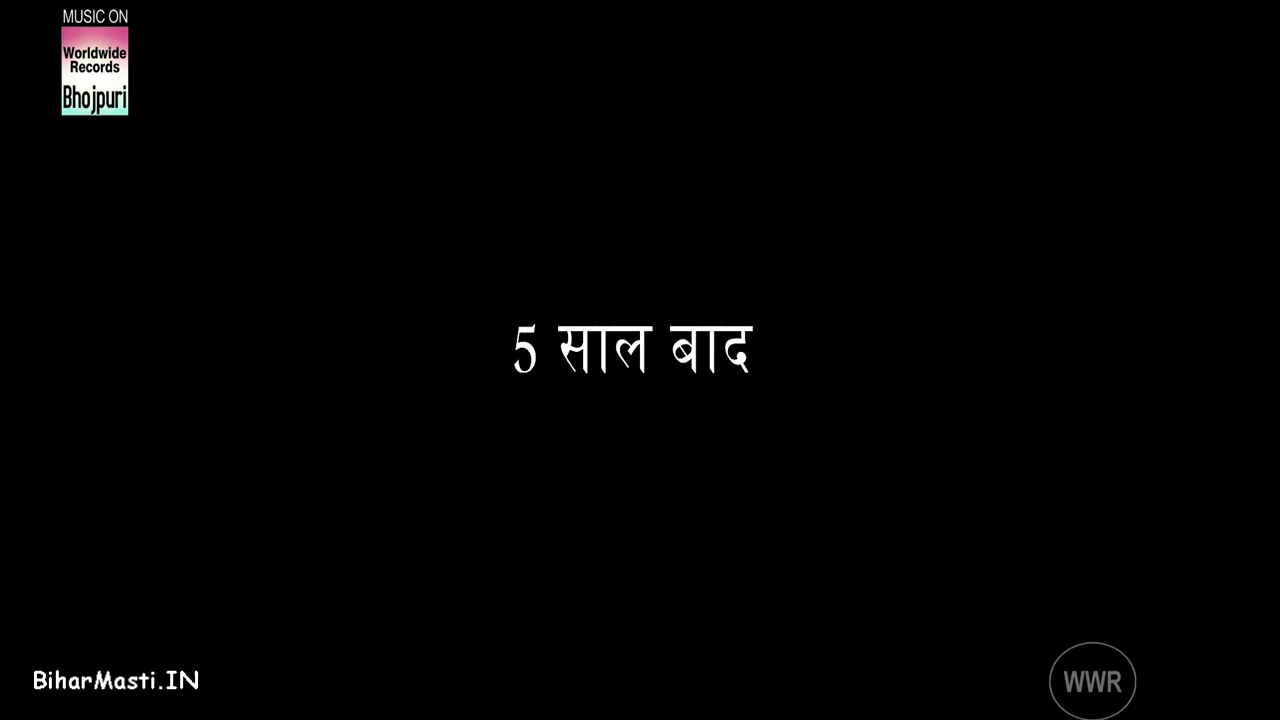 MUSIC ON
Worldwide
Records
Bhojpuri
5 साल बाद
BiharMasti.IN
WWR